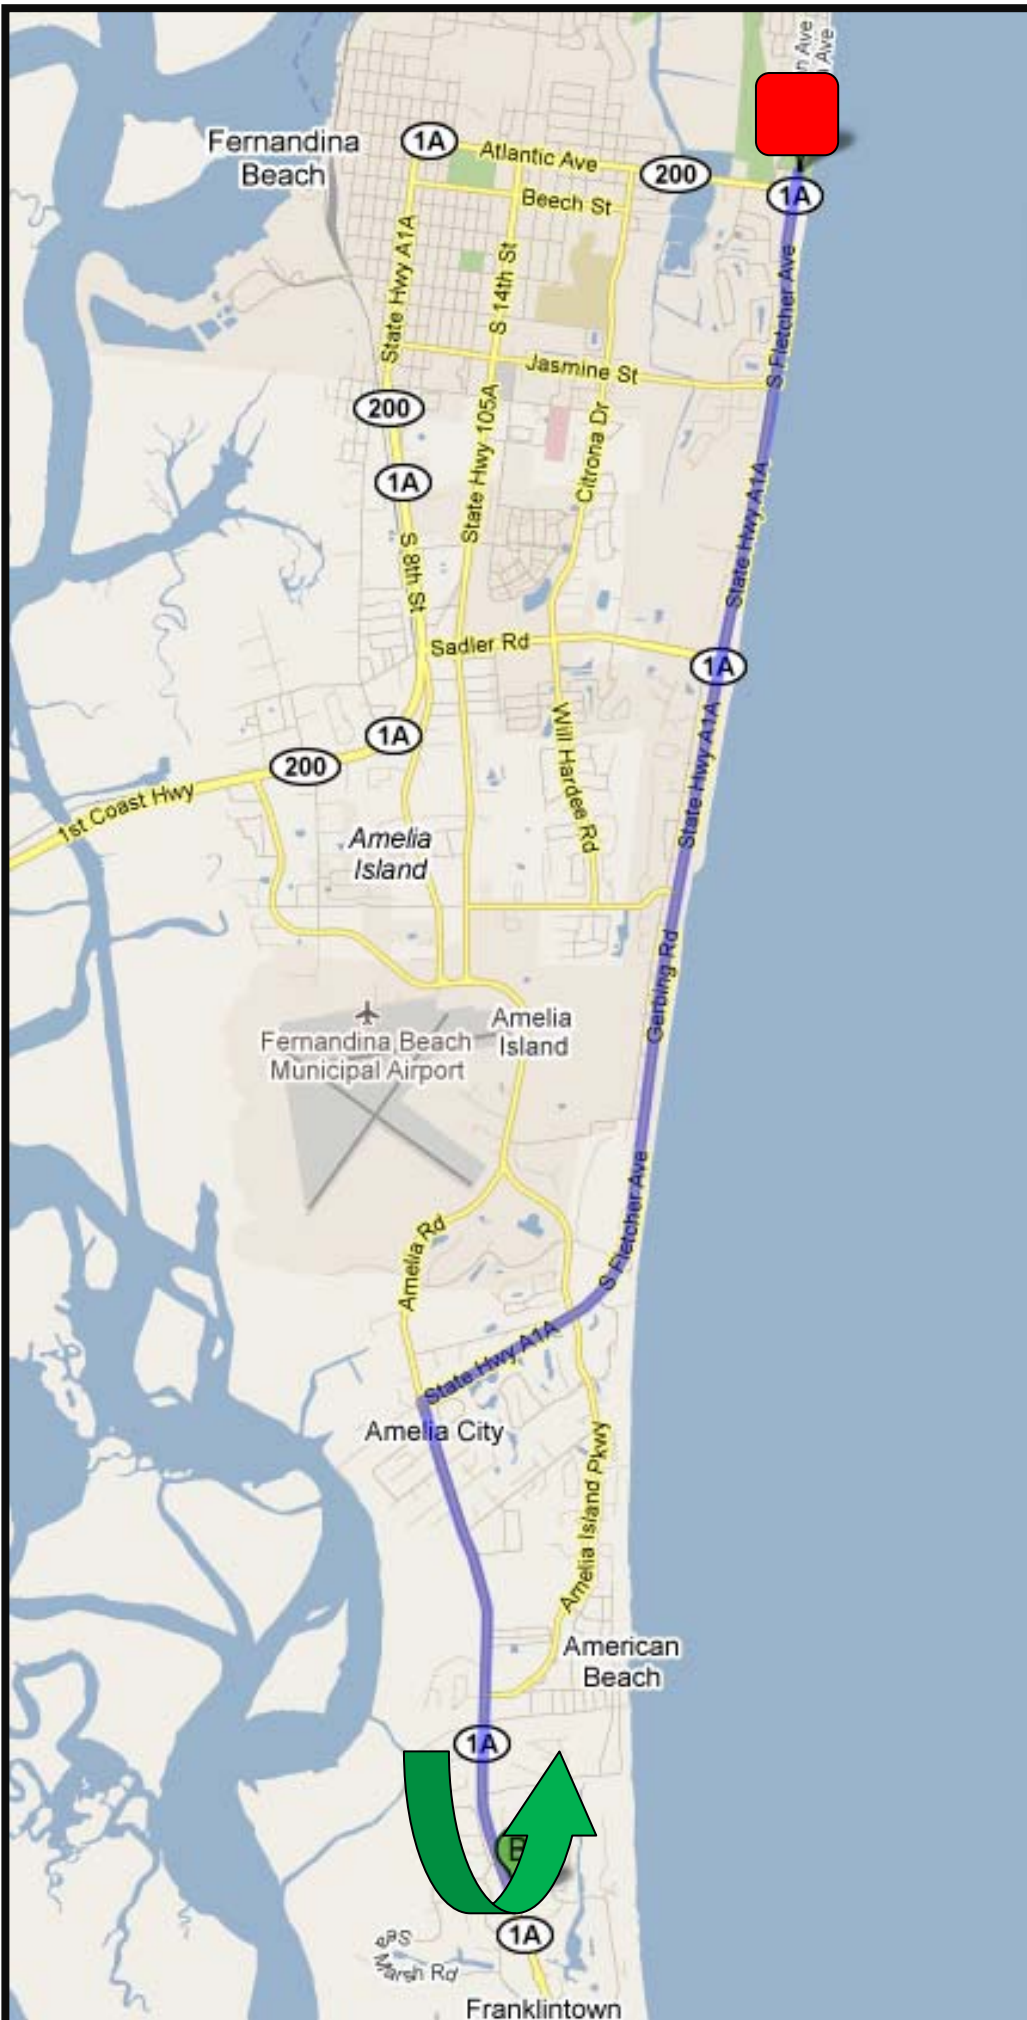 n Ave
Ave
Fernandina
Beach
1A
Atlantic Ave
200
1A
Beech St
State Hwy A1A
S 14th St
S Fletcher Ave
Jasmine St
200
State Hwy 105A
Citrona Dr
1A
State Hwy A1A
S 8th St
Sadler Rd
1A
1A
200
Will Hardee Rd
State Hwy A1A
1st Coast Hwy
Amelia
Island
Gerbing Rd
Amelia
Island
Fernandina Beach
Municipal Airport
S Fletcher Ave
Amelia Rd
State Hwy A1A
Amelia City
Amelia Island Pkwy
American
Beach
1A
B
1A
Sea
Marsh Rd
Franklintown